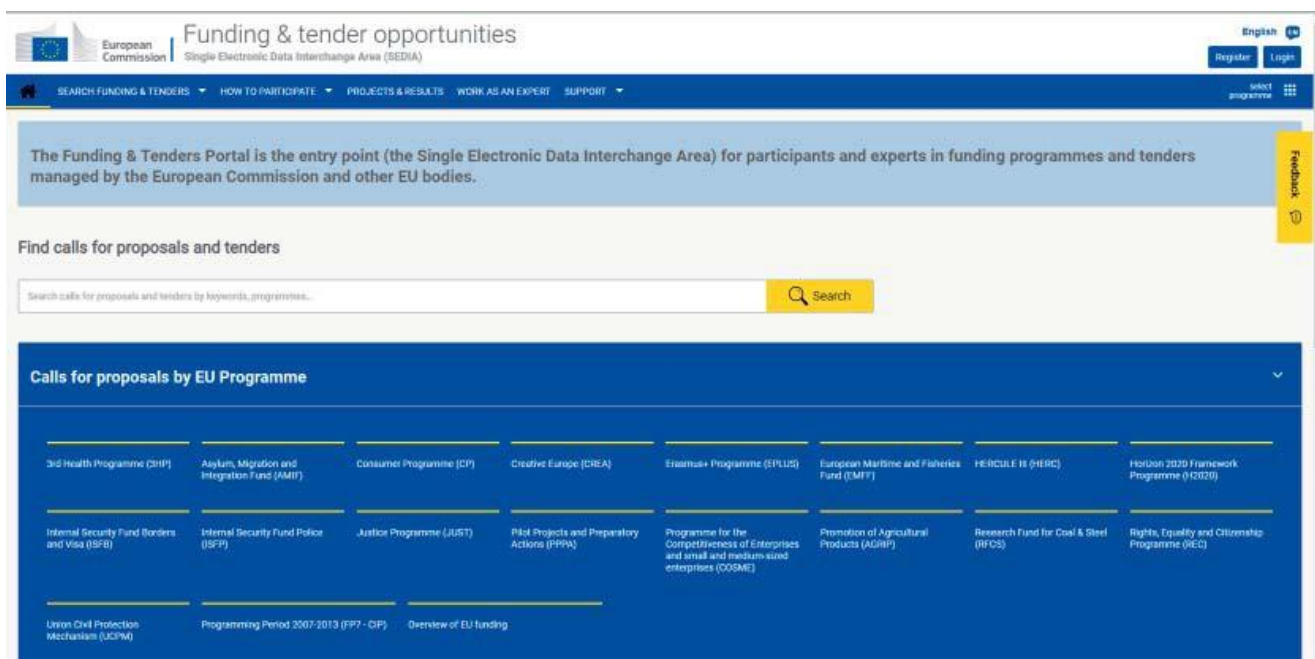 European
Commission
Funding & tender opportunities
Single Electronic Data Interchange Area (SEDIA)
English EN
Register Login
SEARCH FUNDING & TENDERS HOW TO PARTICIPATE PROJECTS & RESULTS WORK AS AN EXPERT SUPPORT
select
programme
The Funding & Tenders Portal is the entry point (the Single Electronic Data Interchange Area) for participants and experts in funding programmes and tenders
managed by the European Commission and other EU bodies.
Feedback
Find calls for proposals and tenders
Search calls for proposals and tenders by keywords, programmes...
Search
Calls for proposals by EU Programme
3rd Health Programme (3HP)
Asylum, Migration and
Integration Fund (AMIF)
Consumer Programme (CP)
Creative Europe (CREA)
Erasmus+ Programme (EPLUS)
European Maritime and Fisheries
Fund (EMFF)
HERCULE III (HERC)
Horizon 2020 Framework
Programme (H2020)
Internal Security Fund Borders
and Visa (ISFB)
Internal Security Fund Police
(ISFP)
Justice Programme (JUST)
Pilot Projects and Preparatory
Actions (PPPA)
Programme for the
Competitiveness of Enterprises
and small and medium-sized
enterprises (COSME)
Promotion of Agricultural
Products (AGRIP)
Research Fund for Coal & Steel
(RFCS)
Rights, Equality and Citizenship
Programme (REC)
Union Civil Protection
Mechanism (UCPM)
Programming Period 2007-2013 (FP7 - CIP)
Overview of EU funding